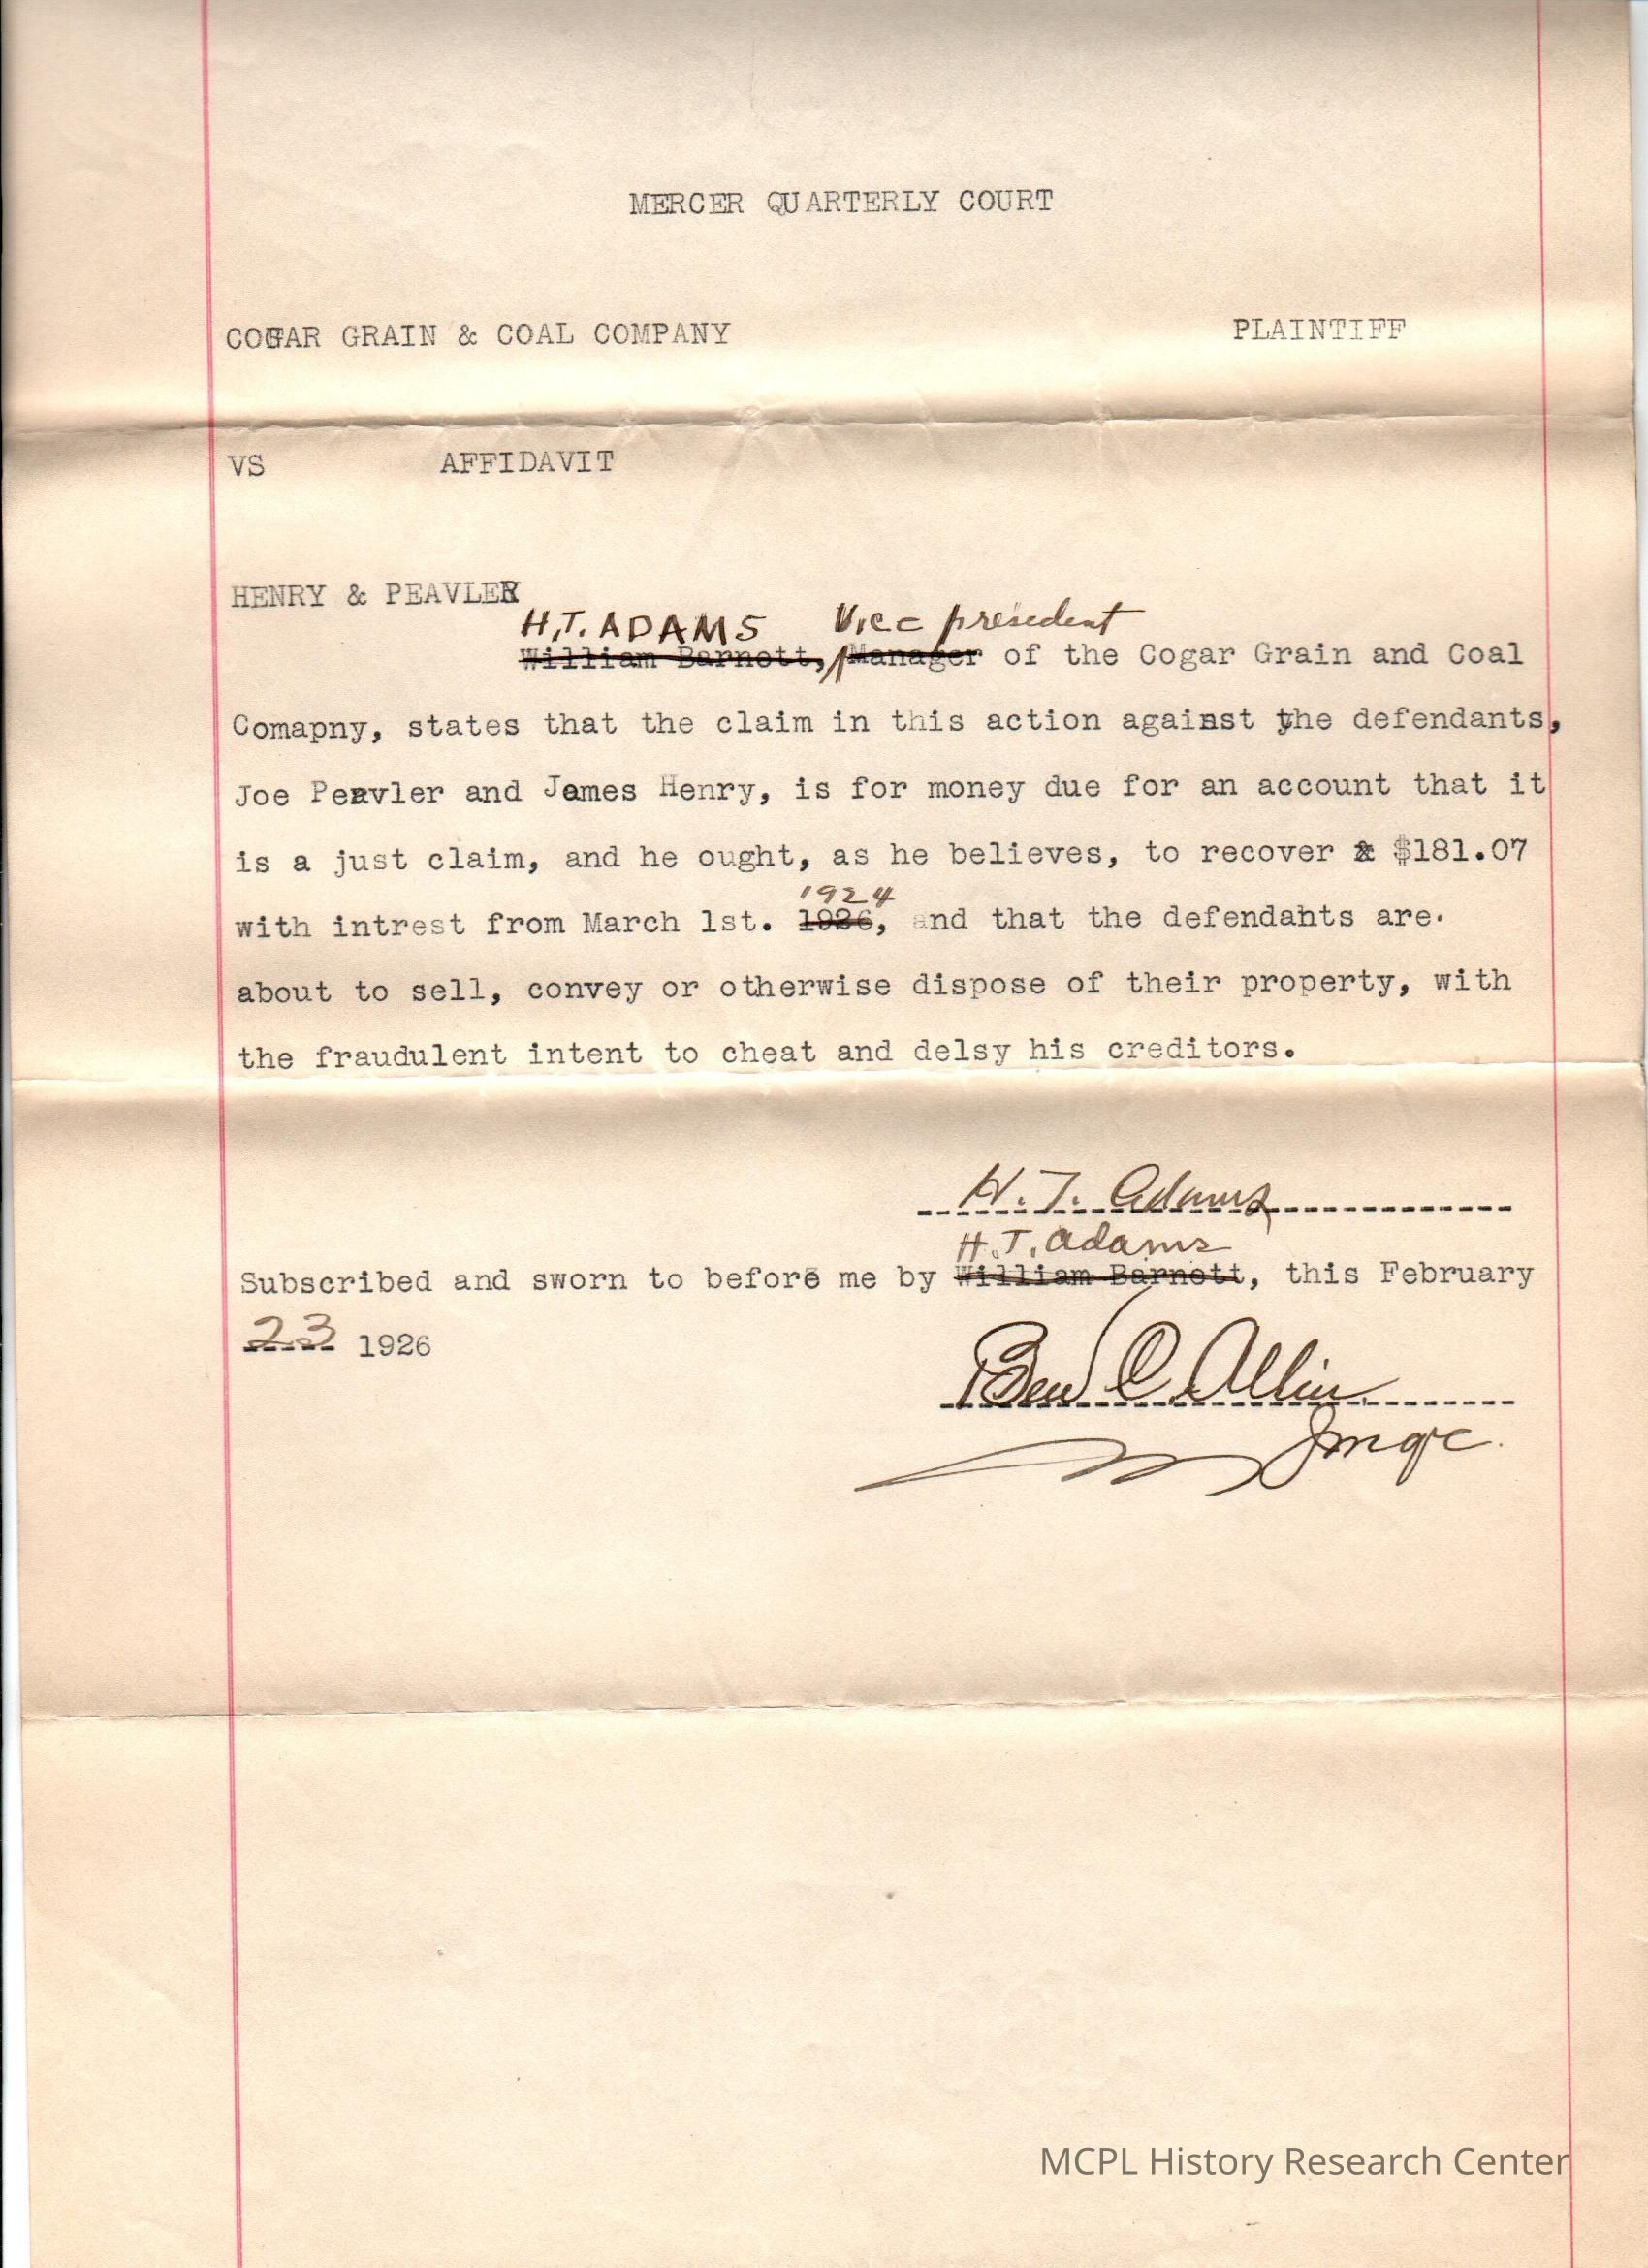 MERCER QUARTERLY COURT
COGAR GRAIN & COAL COMPANY PLAINTIFF
VS AFFIDAVIT
HENRY & PEAVLER
H.T. ADAMS Vice president
William Barnett, Manager of the Cogar Grain and Coal
Comapny, states that the claim in this action against the defendants,
Joe Peavler and James Henry, is for money due for an account that it
is a just claim, and he ought, as he believes, to recover $181.07
1924
with intrest from March 1st. 1926, and that the defendahts are.
about to sell, convey or otherwise dispose of their property, with
the fraudulent intent to cheat and delsy his creditors.
H. T. Adams
H. T. Adams
Subscribed and sworn to before me by William Barnett, this February
23 1926
Ben C. Allin
JMQC.
MCPL History Research Center